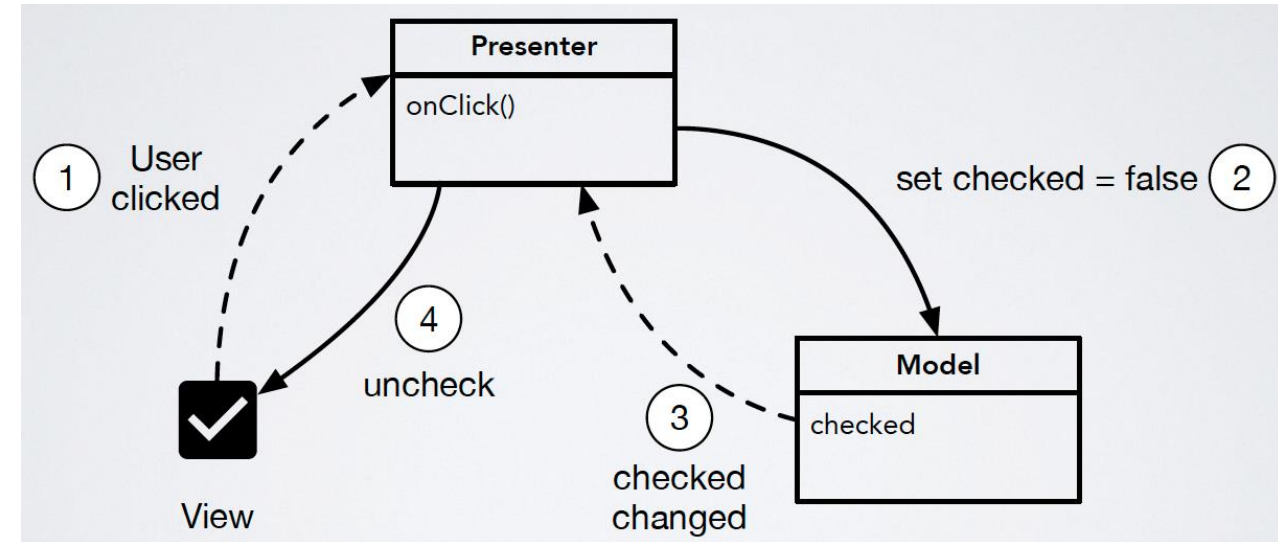 Presenter
onClick()
1
User
clicked
set checked = false
2
4
uncheck
Model
checked
3
checked
changed
View